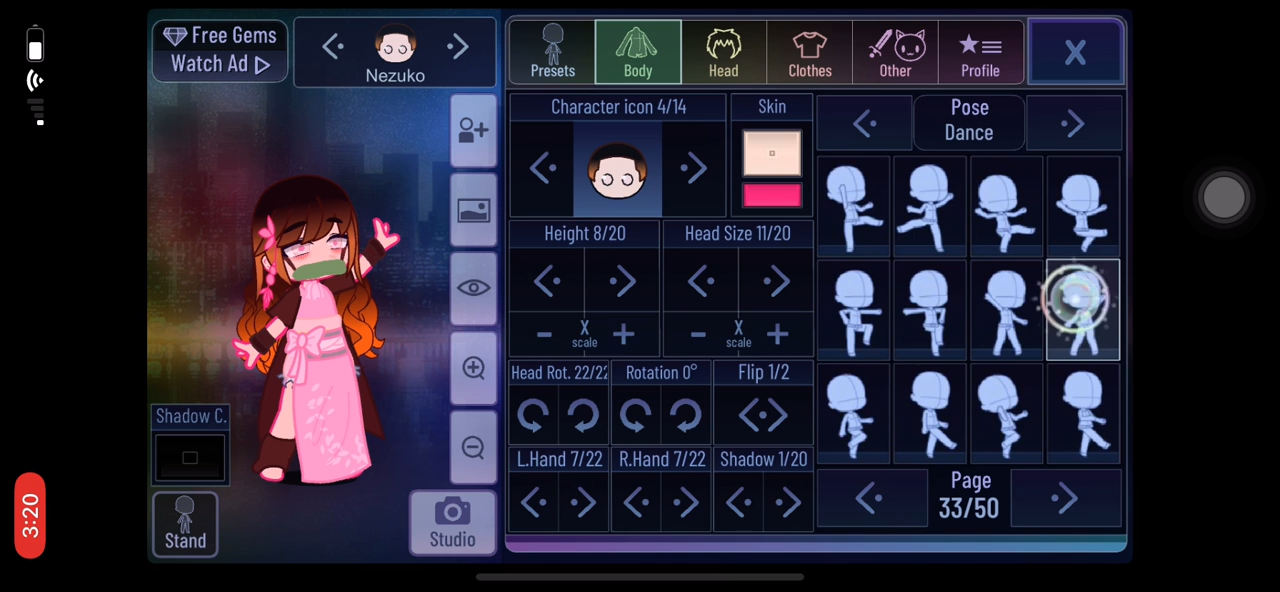 3:20
Free Gems
Watch Ad
Nezuko
Shadow C.
Stand
Studio
Presets
Body
Head
Clothes
Other
Profile
X
Character icon 4/14
Skin
Height 8/20
Head Size 11/20
X
scale
X
scale
Head Rot. 22/22
Rotation 0°
Flip 1/2
L.Hand 7/22
R.Hand 7/22
Shadow 1/20
Pose
Dance
Page
33/50